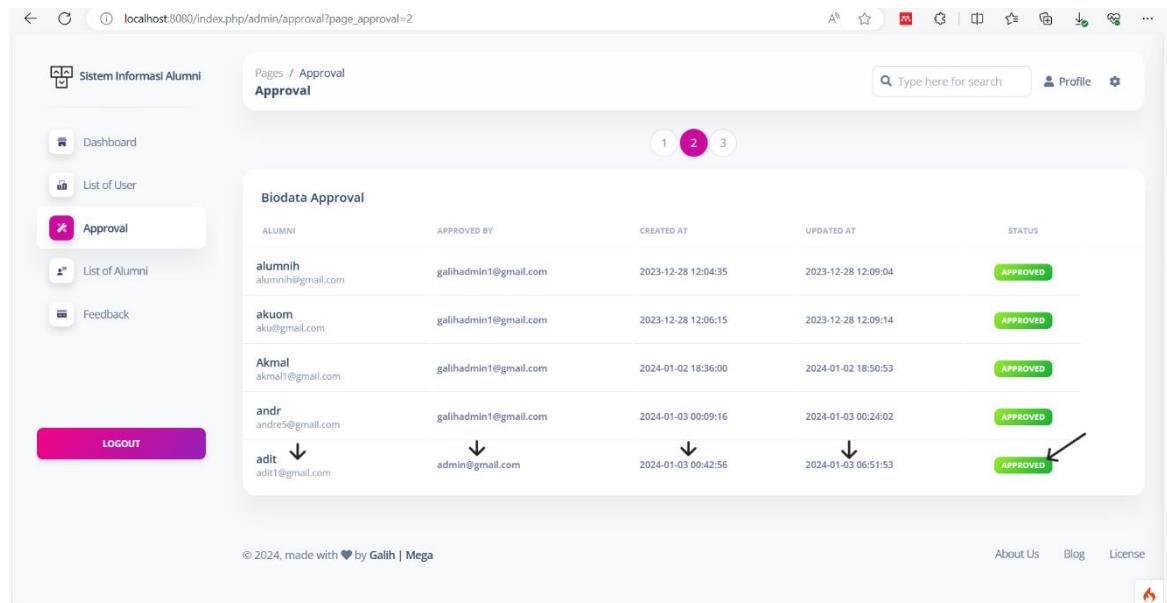 localhost:8080/index.php/admin/approval?page_approval=2
Sistem Informasi Alumni
Pages / Approval
Approval
Type here for search
Profile
Dashboard
List of User
Approval
List of Alumni
Feedback
LOGOUT
1 2 3
Biodata Approval
ALUMNI APPROVED BY CREATED AT UPDATED AT STATUS
alumnih
alumnih@gmail.com
galihadmin1@gmail.com 2023-12-28 12:04:35 2023-12-28 12:09:04 APPROVED
akuom
aku@gmail.com
galihadmin1@gmail.com 2023-12-28 12:06:15 2023-12-28 12:09:14 APPROVED
Akmal
akmal1@gmail.com
galihadmin1@gmail.com 2024-01-02 18:36:00 2024-01-02 18:50:53 APPROVED
andr
andre5@gmail.com
galihadmin1@gmail.com 2024-01-03 00:09:16 2024-01-03 00:24:02 APPROVED
adit
adit1@gmail.com
admin@gmail.com 2024-01-03 00:42:56 2024-01-03 06:51:53 APPROVED
© 2024, made with ♥ by Galih | Mega
About Us Blog License